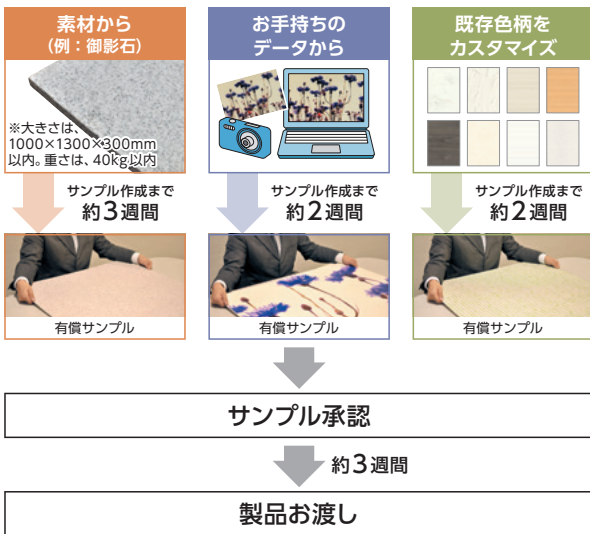 素材から
(例：御影石)
※大きさは、
1000×1300×300mm
以内。重さは、40kg以内
サンプル作成まで
約3週間
有償サンプル
お手持ちの
データから
サンプル作成まで
約2週間
有償サンプル
既存色柄を
カスタマイズ
サンプル作成まで
約2週間
有償サンプル
サンプル承認
約3週間
製品お渡し